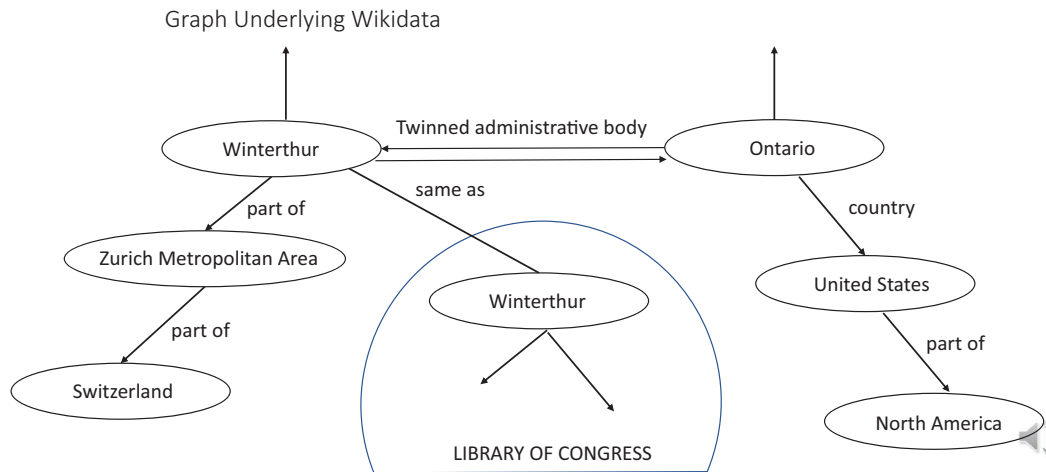 Graph Underlying Wikidata
Twinned administrative body
Winterthur
Ontario
same as
part of
country
Zurich Metropolitan Area
United States
Winterthur
part of
part of
Switzerland
North America
LIBRARY OF CONGRESS